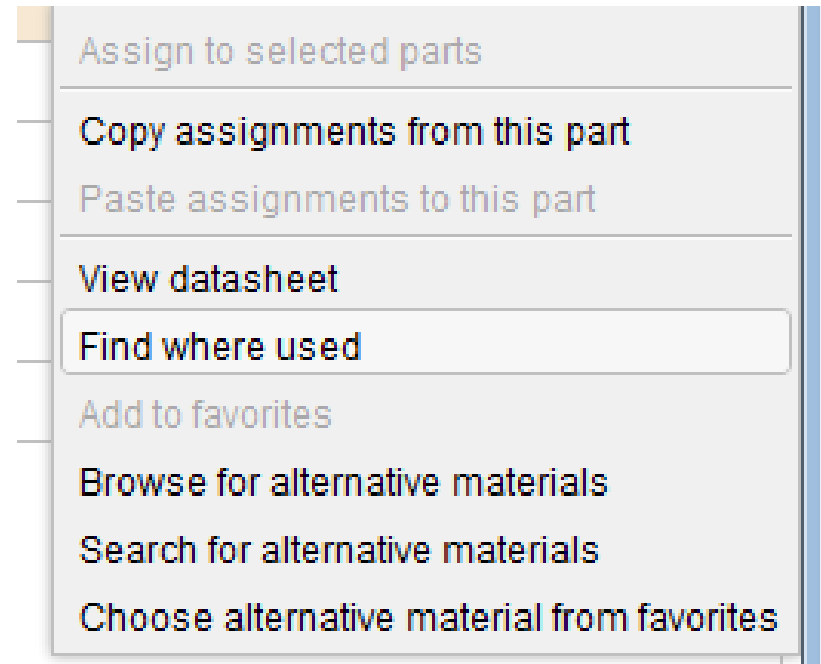 Assign to selected parts
Copy assignments from this part
Paste assignments to this part
View datasheet
Find where used
Add to favorites
Browse for alternative materials
Search for alternative materials
Choose alternative material from favorites